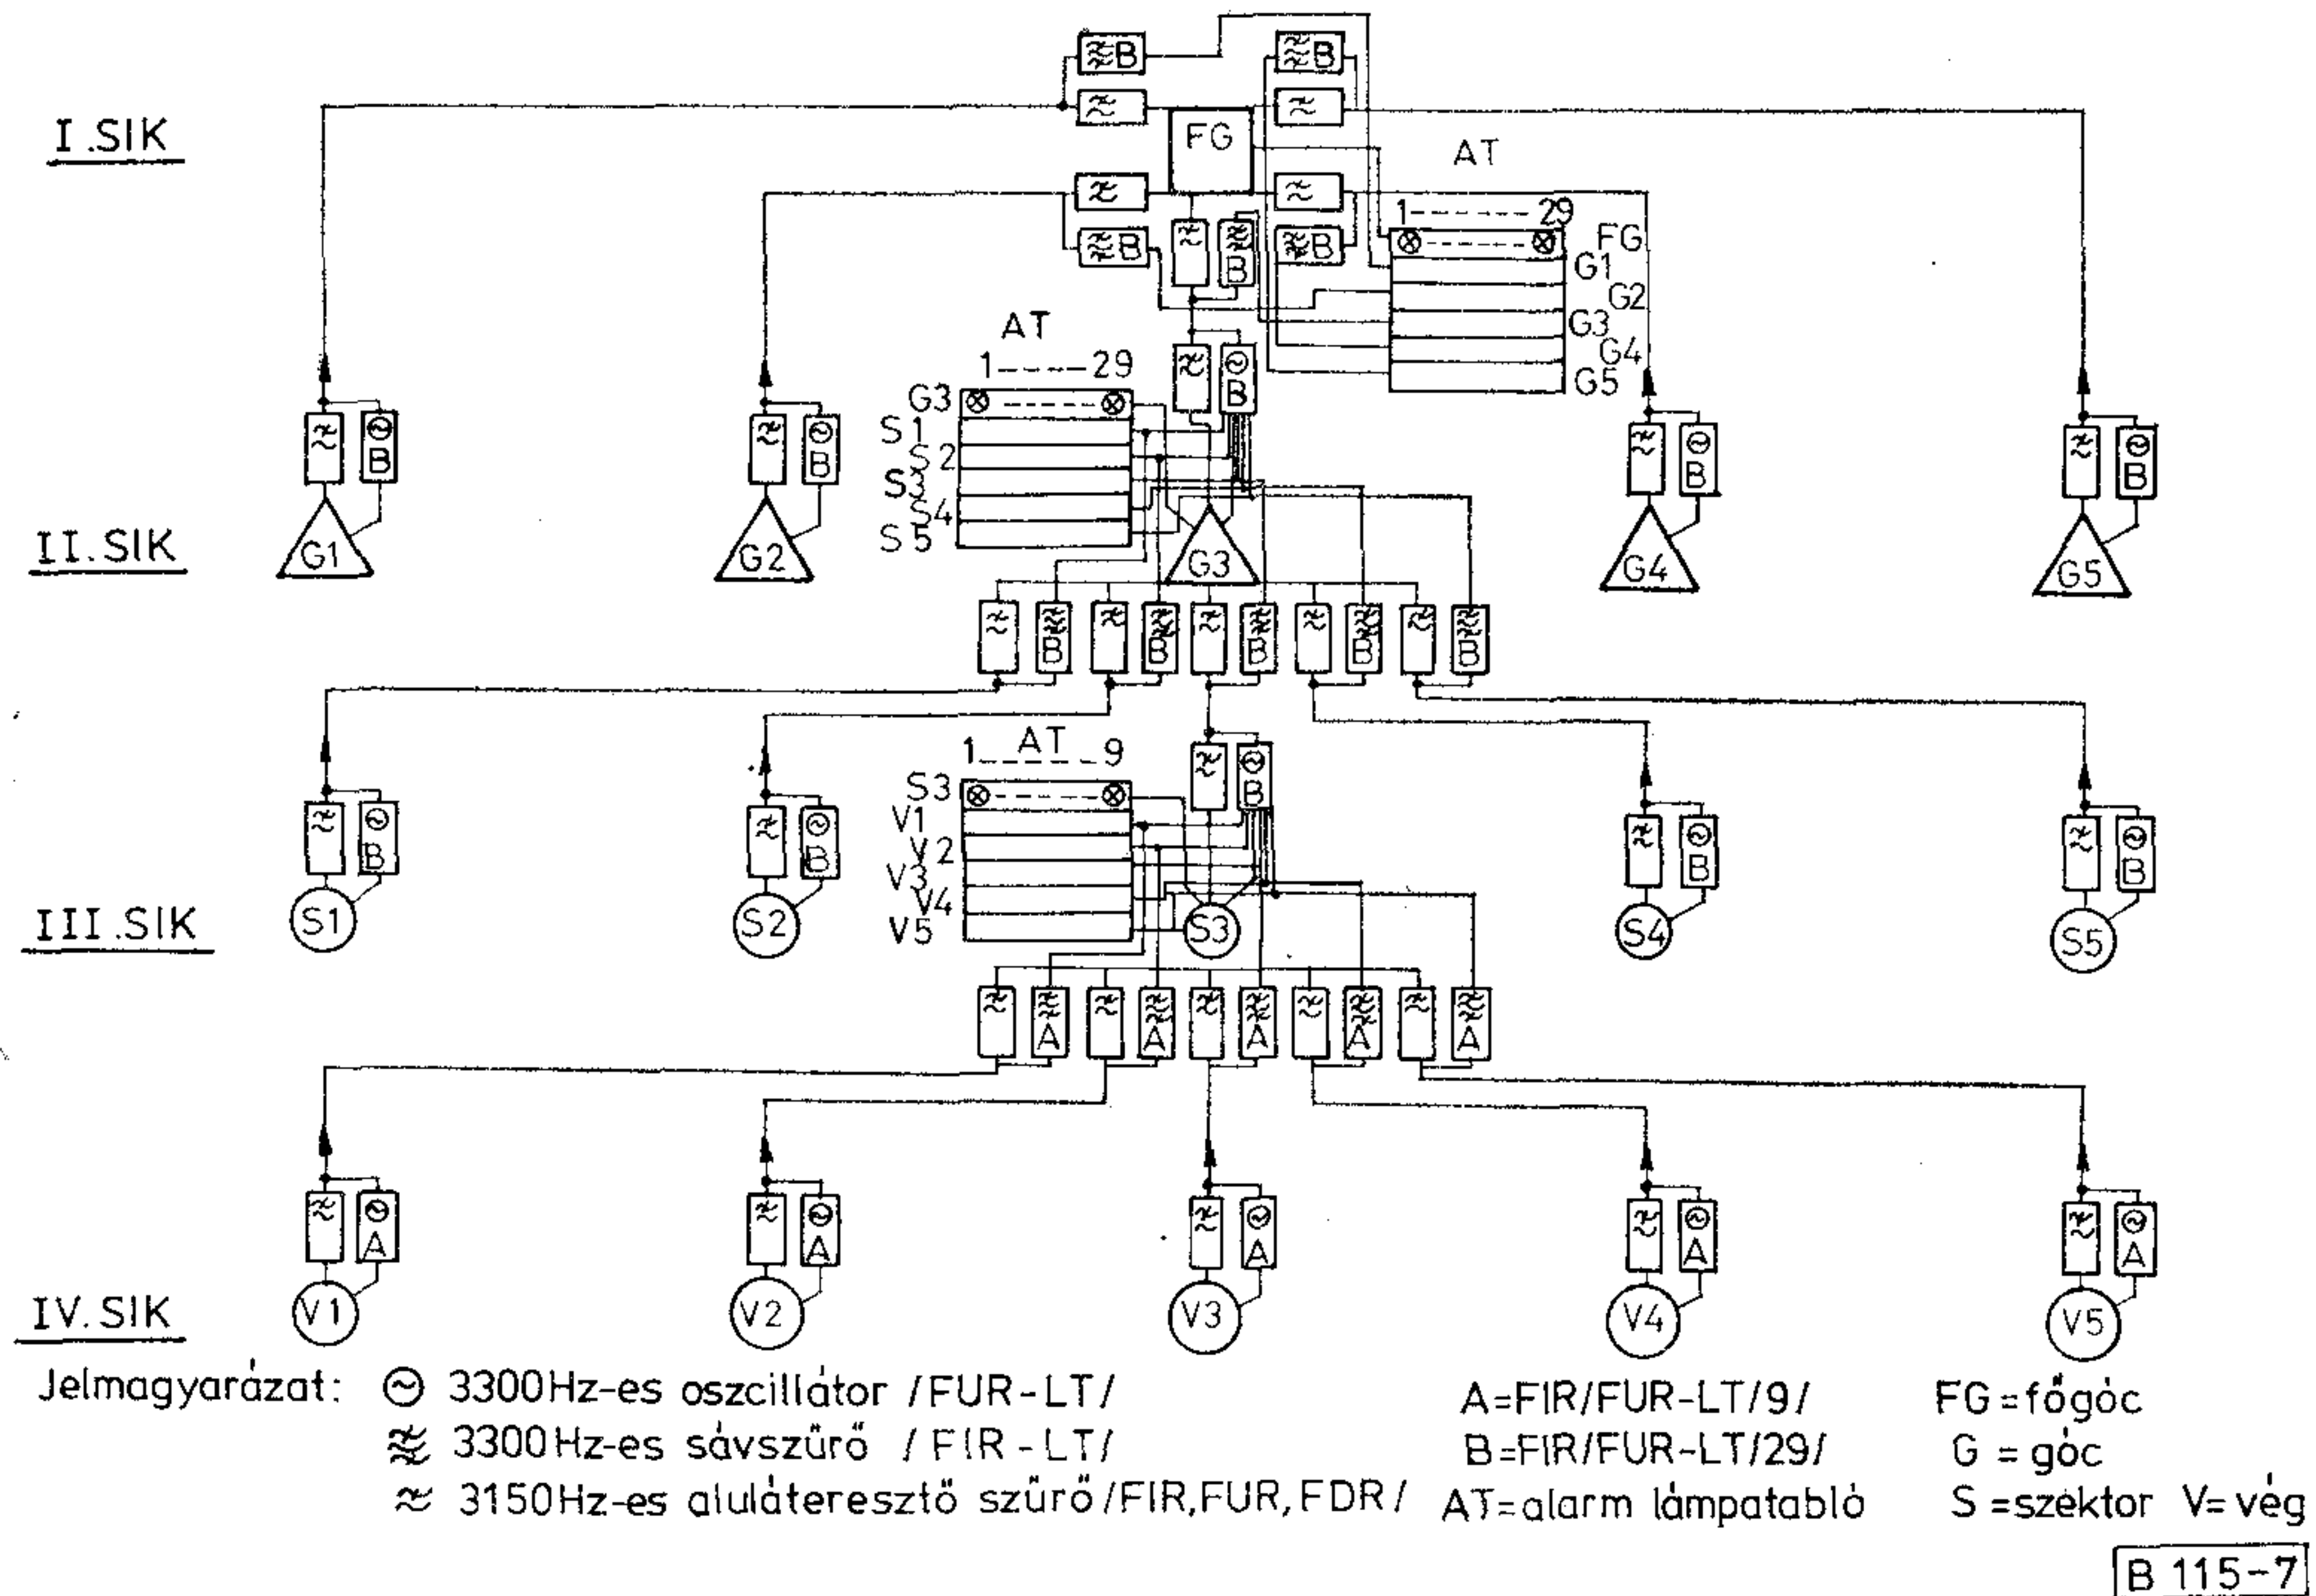 B
B
I.SIK
FG
AT
1------29
B
B
B
FG
G1
G2
G3
G4
G5
AT
1----29
B
G3
S1
S2
S3
S4
S5
B
B
B
B
II.SIK
G1
G2
G3
G4
G5
B
B
B
B
B
AT
1------9
B
S3
V1
V2
V3
V4
V5
B
B
B
B
III.SIK
S1
S2
S3
S4
S5
A
A
A
A
A
A
A
A
A
A
IV.SIK
V1
V2
V3
V4
V5
Jelmagyarázat:
3300Hz-es oszcillátor /FUR-LT/
3300Hz-es sávszűrő /FIR-LT/
3150Hz-es aluláteresztő szűrő/FIR,FUR,FDR/
A=FIR/FUR-LT/9/
B=FIR/FUR-LT/29/
AT=alarm lámpatabló
FG=főgóc
G = góc
S =szektor V=vég
B 115-7